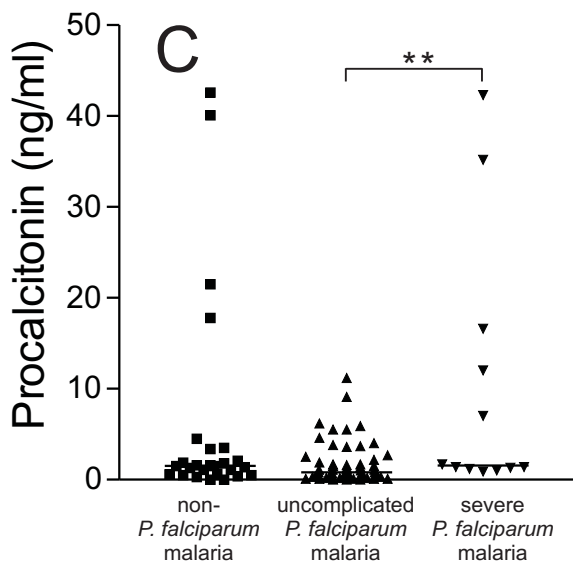 C
**
Procalcitonin (ng/ml)
50
40
30
20
10
0
non-
P. falciparum
malaria
uncomplicated
P. falciparum
malaria
severe
P. falciparum
malaria